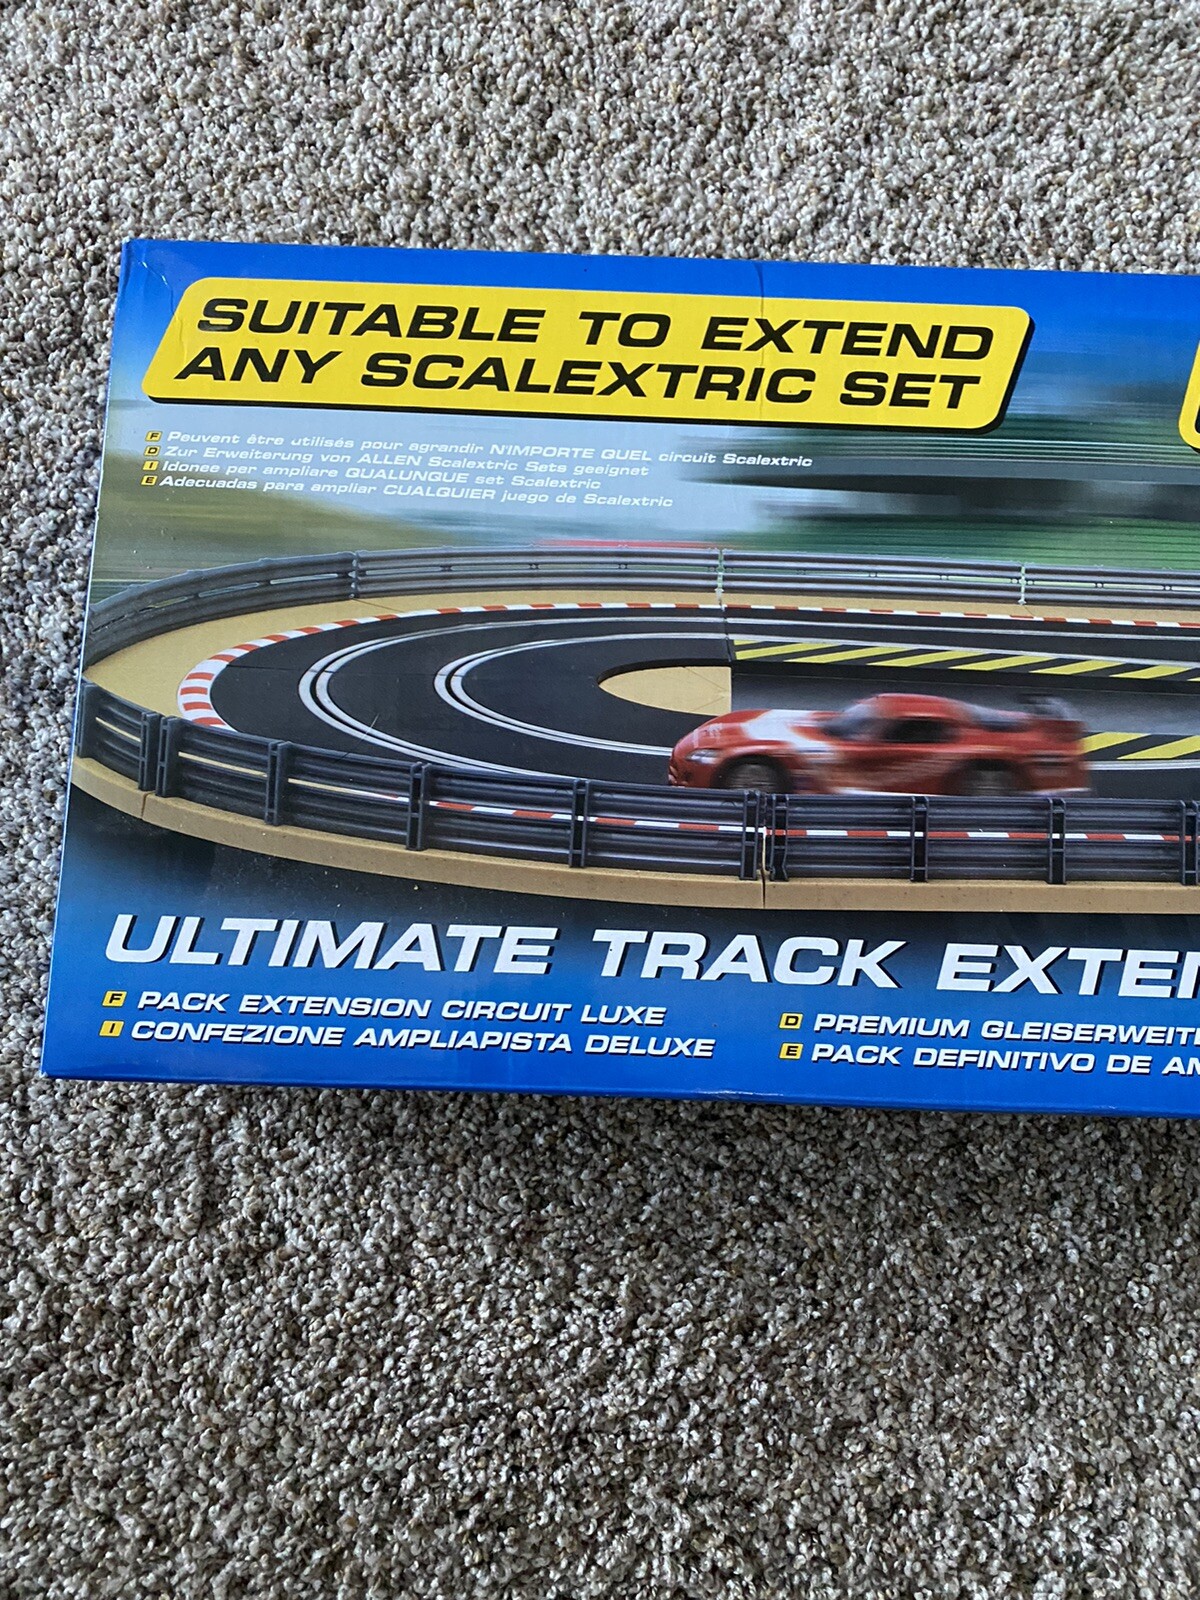 SUITABLE TO EXTEND
ANY SCALEXTRIC SET
F Peuvent être utilisés pour agrandir N'IMPORTE QUEL circuit Scalextric
D Zur Erweiterung von ALLEN Scalextric Sets geeignet
I Idonee per ampliare QUALUNQUE set Scalextric
E Adecuadas para ampliar CUALQUIER juego de Scalextric
ULTIMATE TRACK EXTE
F PACK EXTENSION CIRCUIT LUXE
I CONFEZIONE AMPLIAPISTA DELUXE
D PREMIUM GLEISERWEIT
E PACK DEFINITIVO DE AM